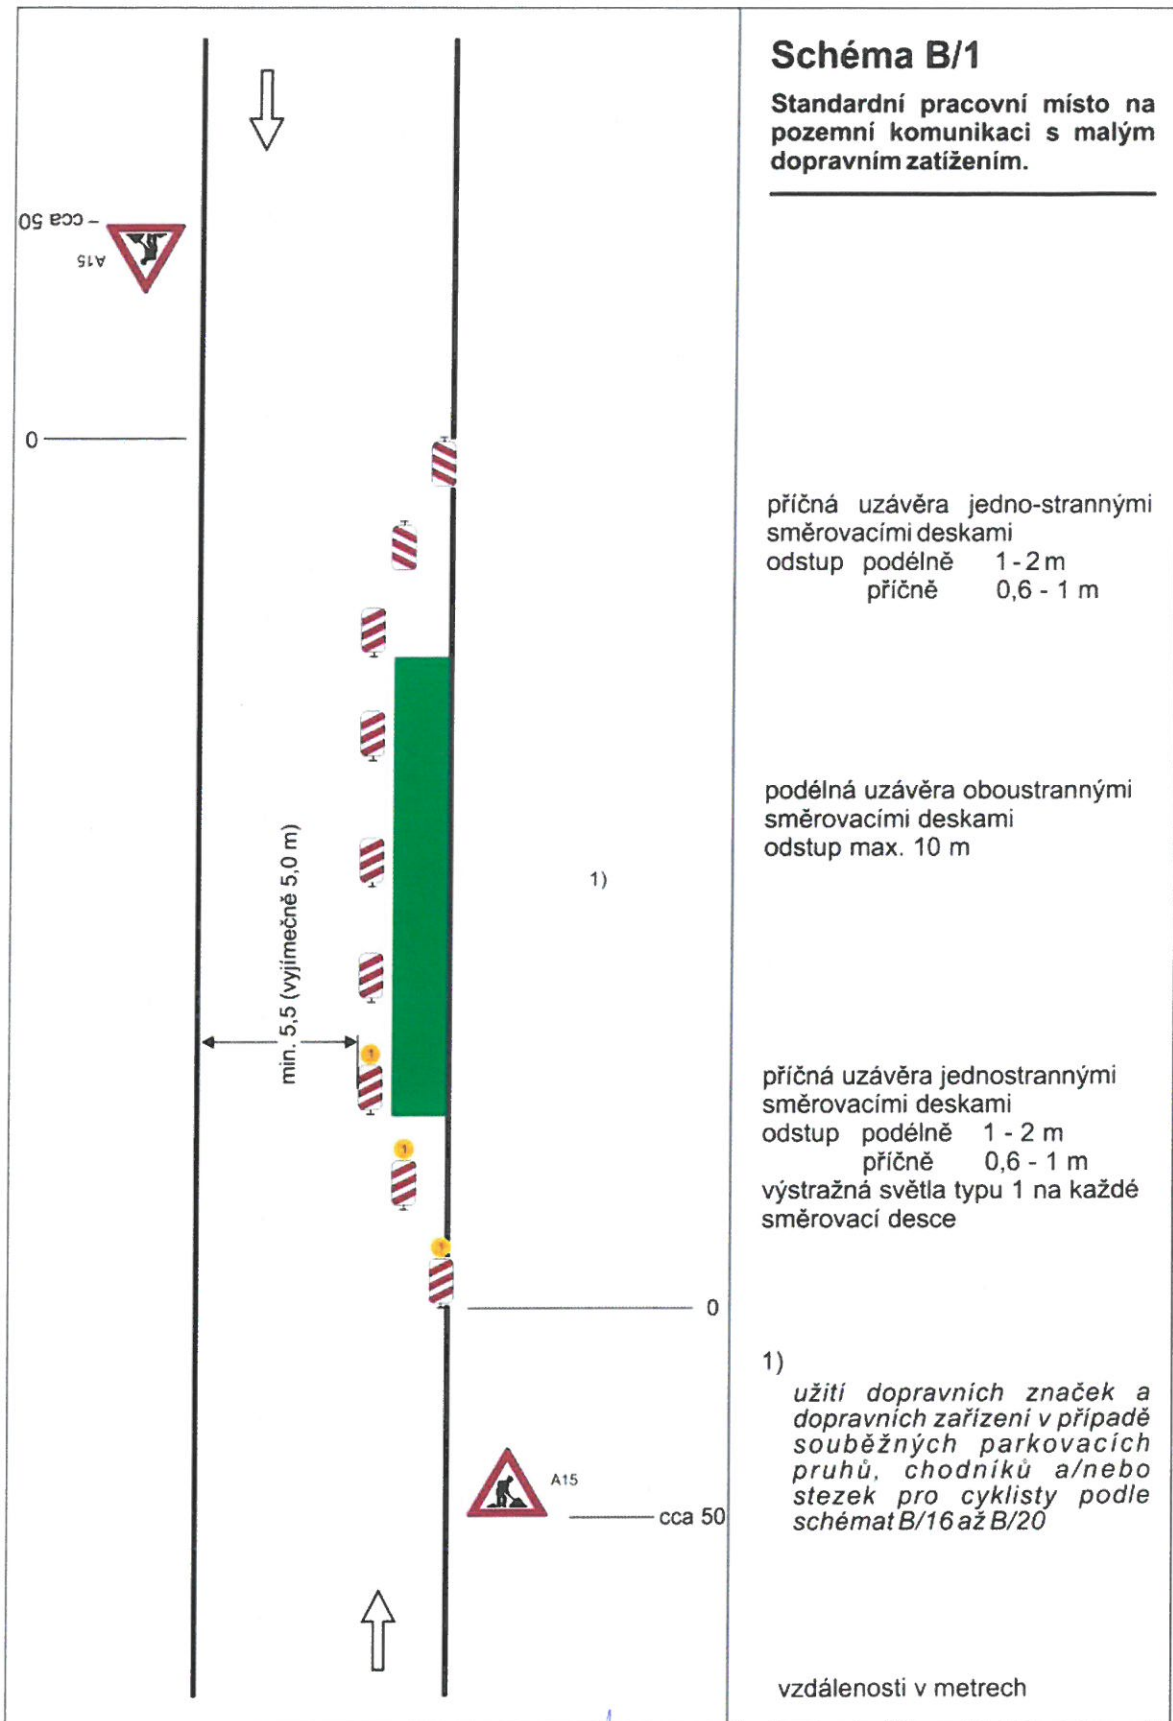 Schéma B/1
Standardní pracovní místo na
pozemní komunikaci s malým
dopravním zatížením.
cca 50
A15
0
příčná uzávěra jedno-strannými
směrovacími deskami
odstup podélně 1 - 2 m
příčně 0,6 - 1 m
podélná uzávěra oboustrannými
směrovacími deskami
odstup max. 10 m
min. 5,5 (vyjímečně 5,0 m)
1)
1
příčná uzávěra jednostrannými
směrovacími deskami
odstup podélně 1 - 2 m
příčně 0,6 - 1 m
výstražná světla typu 1 na každé
směrovací desce
1
1
0
1)
užití dopravních značek a
dopravních zařízení v případě
souběžných parkovacích
pruhů, chodníků a/nebo
stezek pro cyklisty podle
schémat B/16 až B/20
A15
cca 50
vzdálenosti v metrech